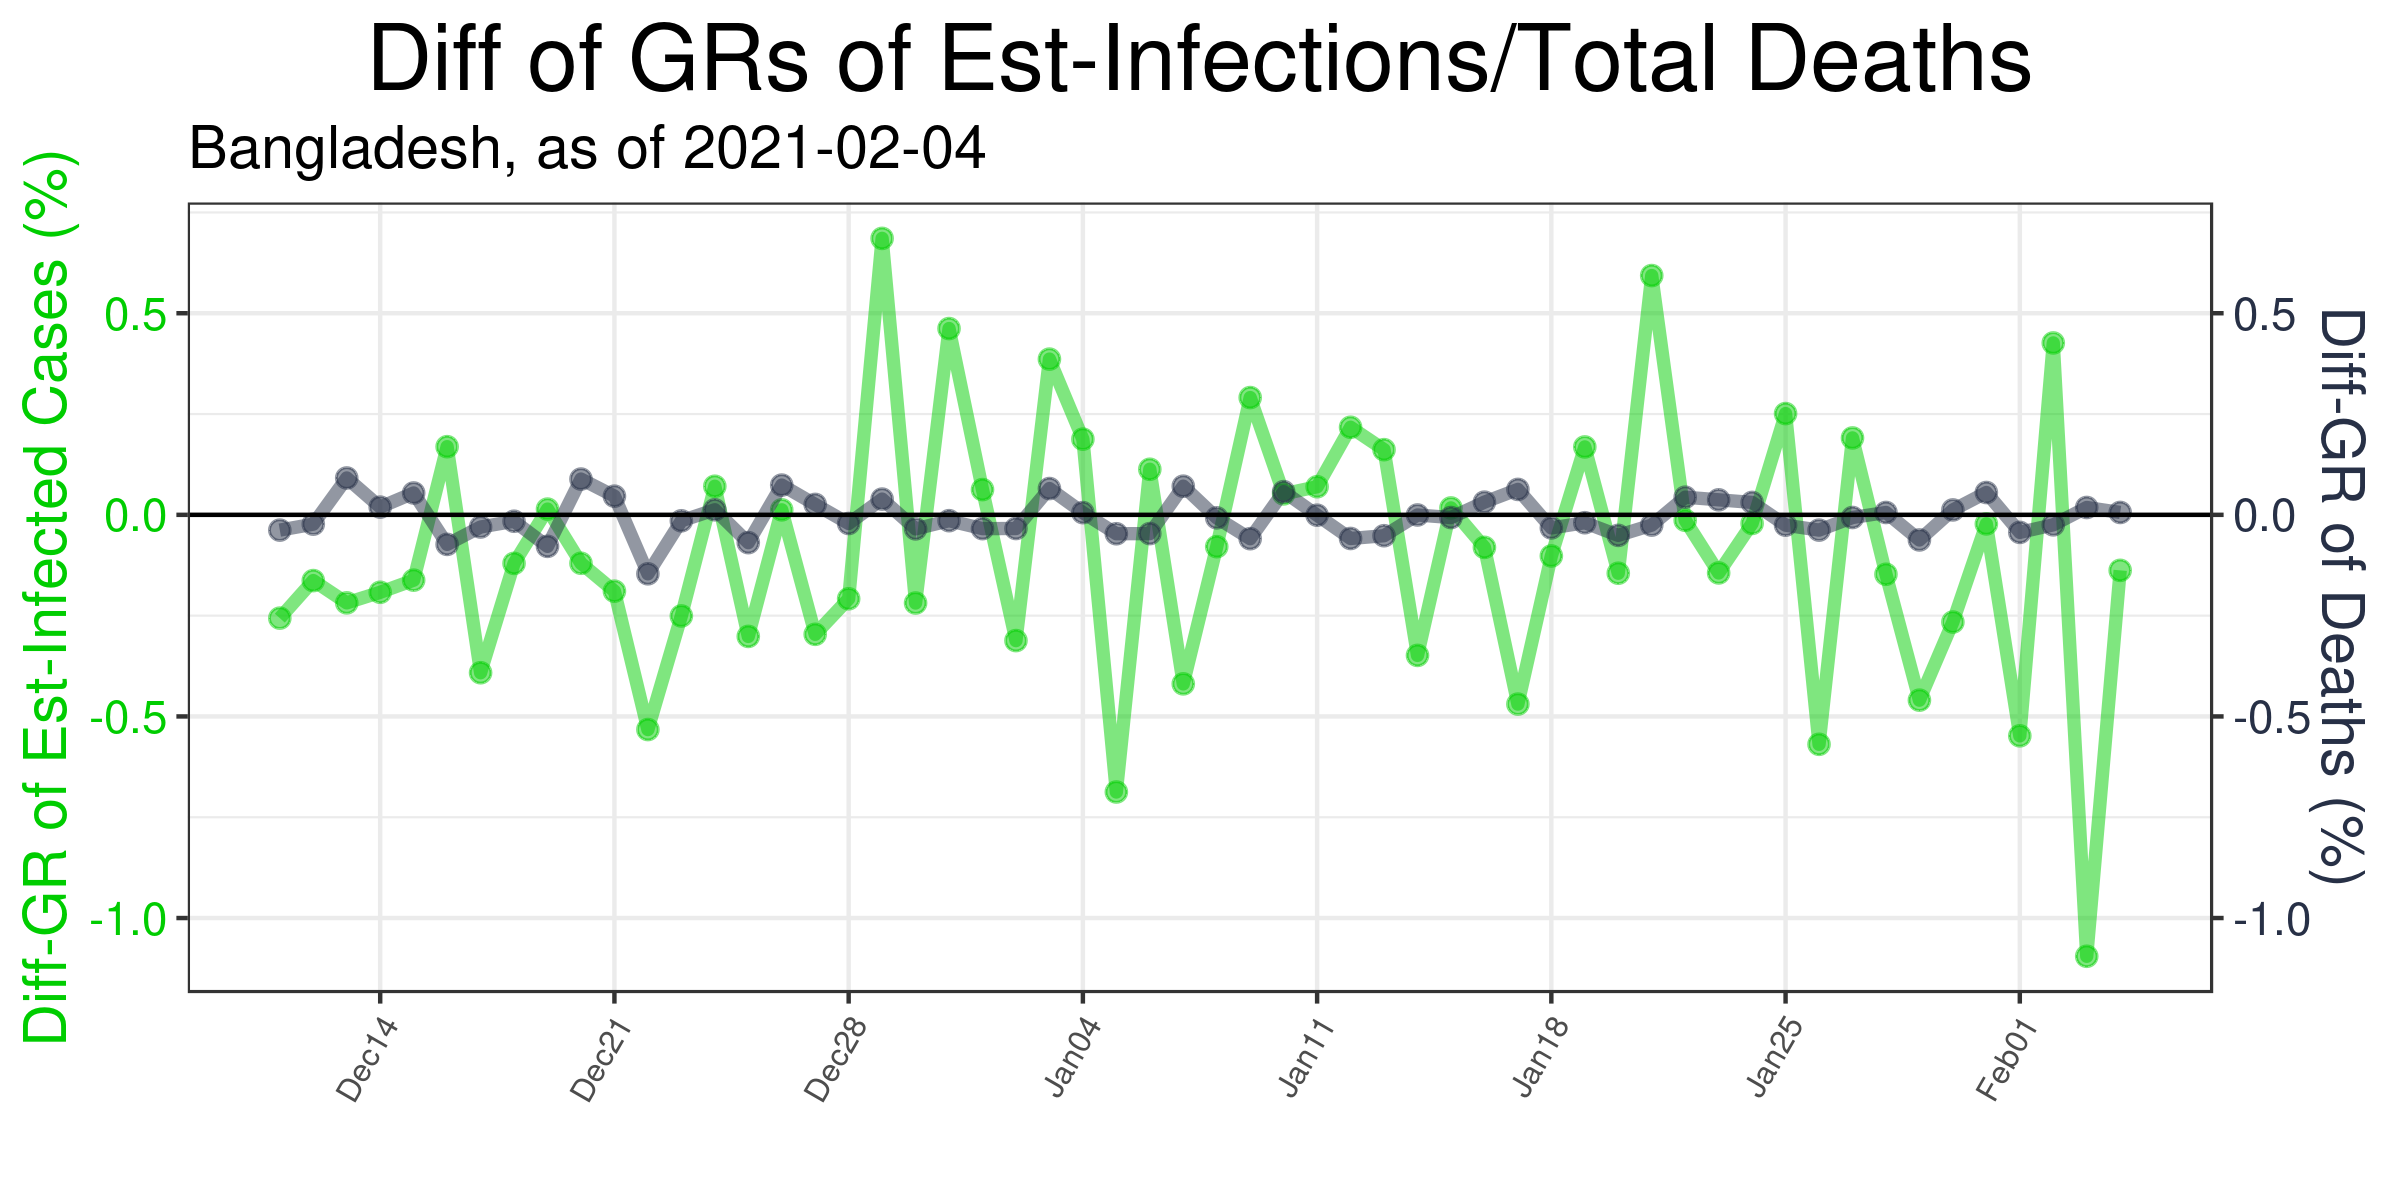 Diff of GRs of Est-Infections/Total Deaths
Bangladesh, as of 2021-02-04
Diff-GR of Est-Infected Cases (%)
0.5
0.0
-0.5
-1.0
0.5
0.0
-0.5
-1.0
Diff-GR of Deaths (%)
Dec14
Dec21
Dec28
Jan04
Jan11
Jan18
Jan25
Feb01